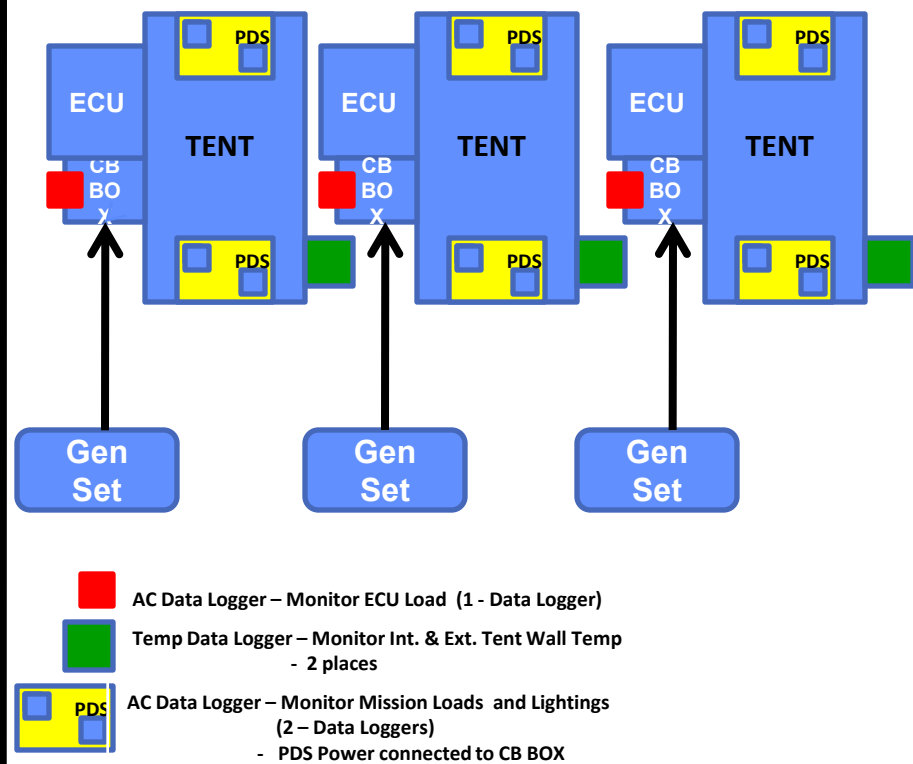 PDS
PDS
PDS
ECU
ECU
ECU
TENT
TENT
TENT
CB
BO
X
CB
BO
X
CB
BO
X
PDS
PDS
PDS
Gen
Set
Gen
Set
Gen
Set
AC Data Logger – Monitor ECU Load (1 - Data Logger)
Temp Data Logger – Monitor Int. & Ext. Tent Wall Temp
- 2 places
PDS
AC Data Logger – Monitor Mission Loads and Lightings
(2 – Data Loggers)
- PDS Power connected to CB BOX